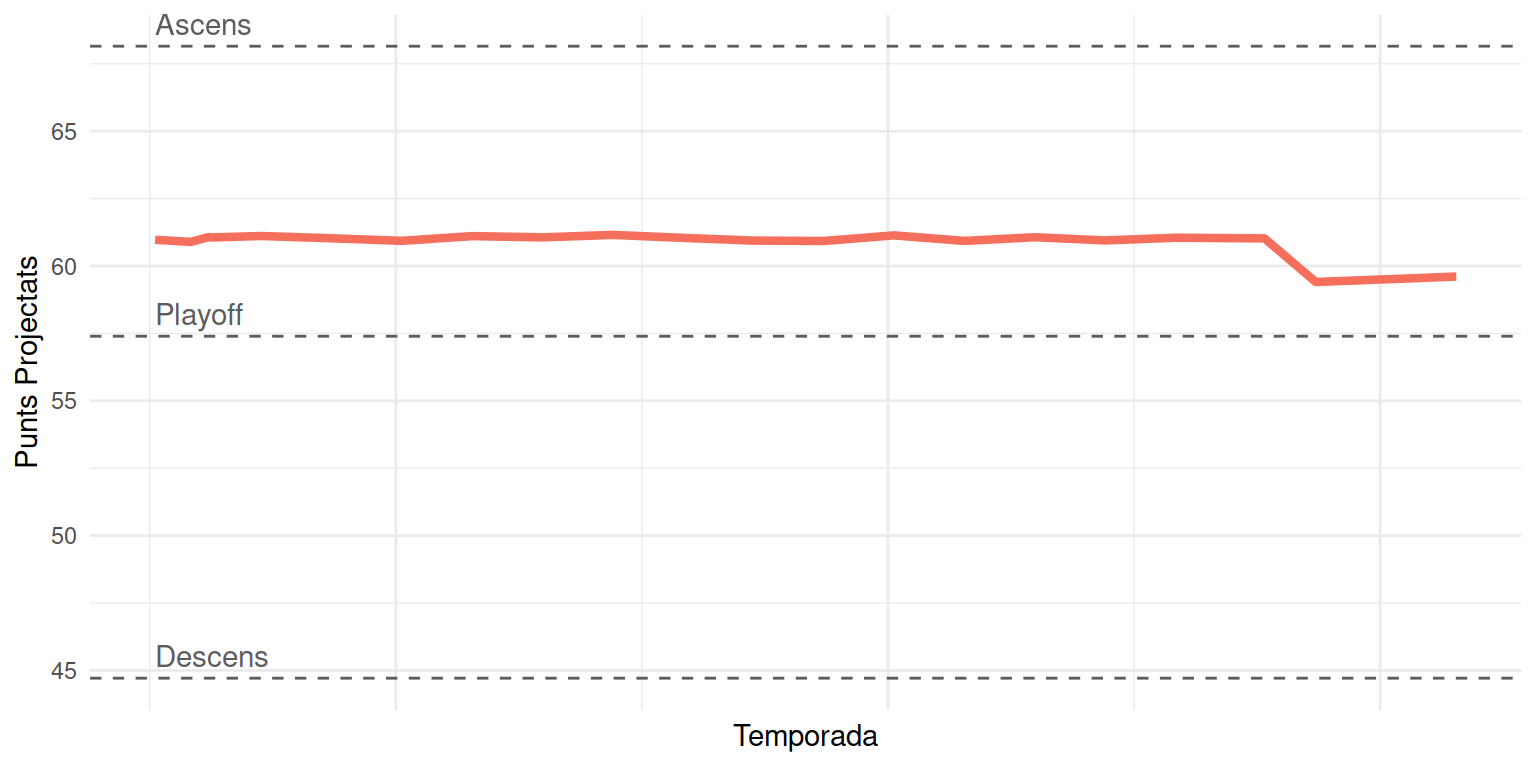 Ascens
65
60
Playoff
55
50
Descens
45
Punts Projectats
Temporada